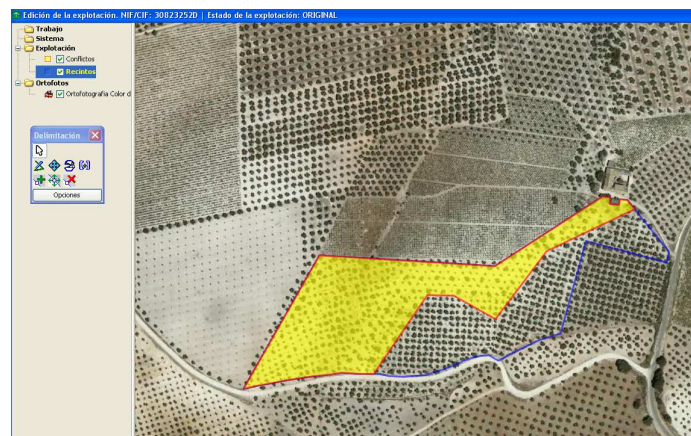 Edición de la explotación. NIF/CIF: 30823252D | Estado de la explotación: ORIGINAL
Trabajo
Sistema
Explotación
Conflictos
Recintos
Ortofotos
Ortofotografía Color d
Delimitación
Opciones